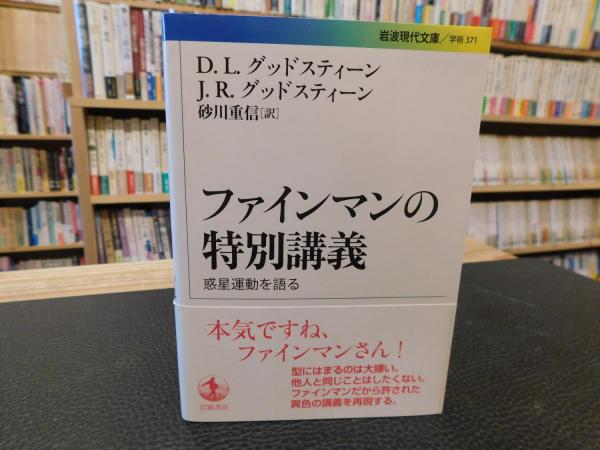 岩波現代文庫／学術 371
D. L. グッドスティーン
J. R. グッドスティーン
砂川重信［訳］
ファインマンの
特別講義
惑星運動を語る
本気ですね、
ファインマンさん！
型にはまるのは大嫌い。
他人と同じことはしたくない。
ファインマンだから許された
異色の講義を再現する。
岩波書店